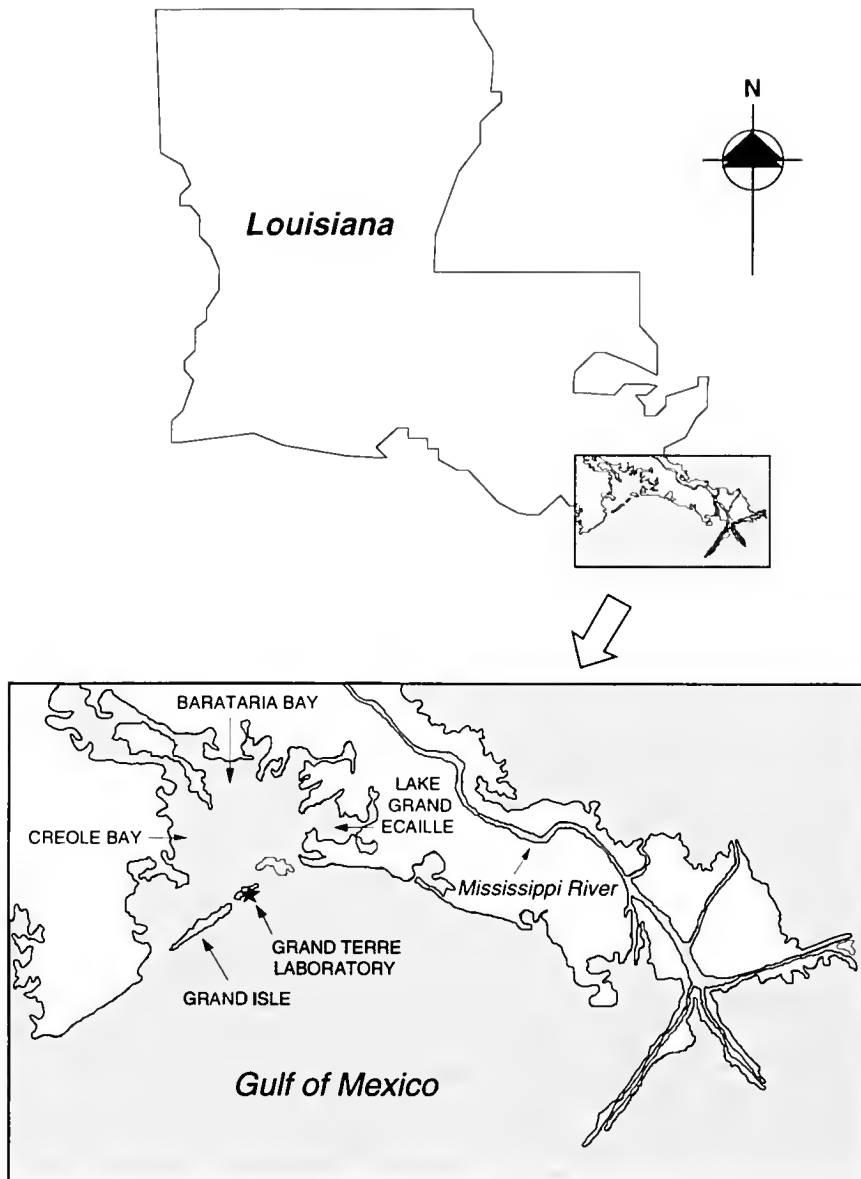 N
Louisiana
BARATARIA BAY
LAKE
GRAND
ECAILLE
CREOLE BAY
Mississippi River
GRAND TERRE
LABORATORY
GRAND ISLE
Gulf of Mexico